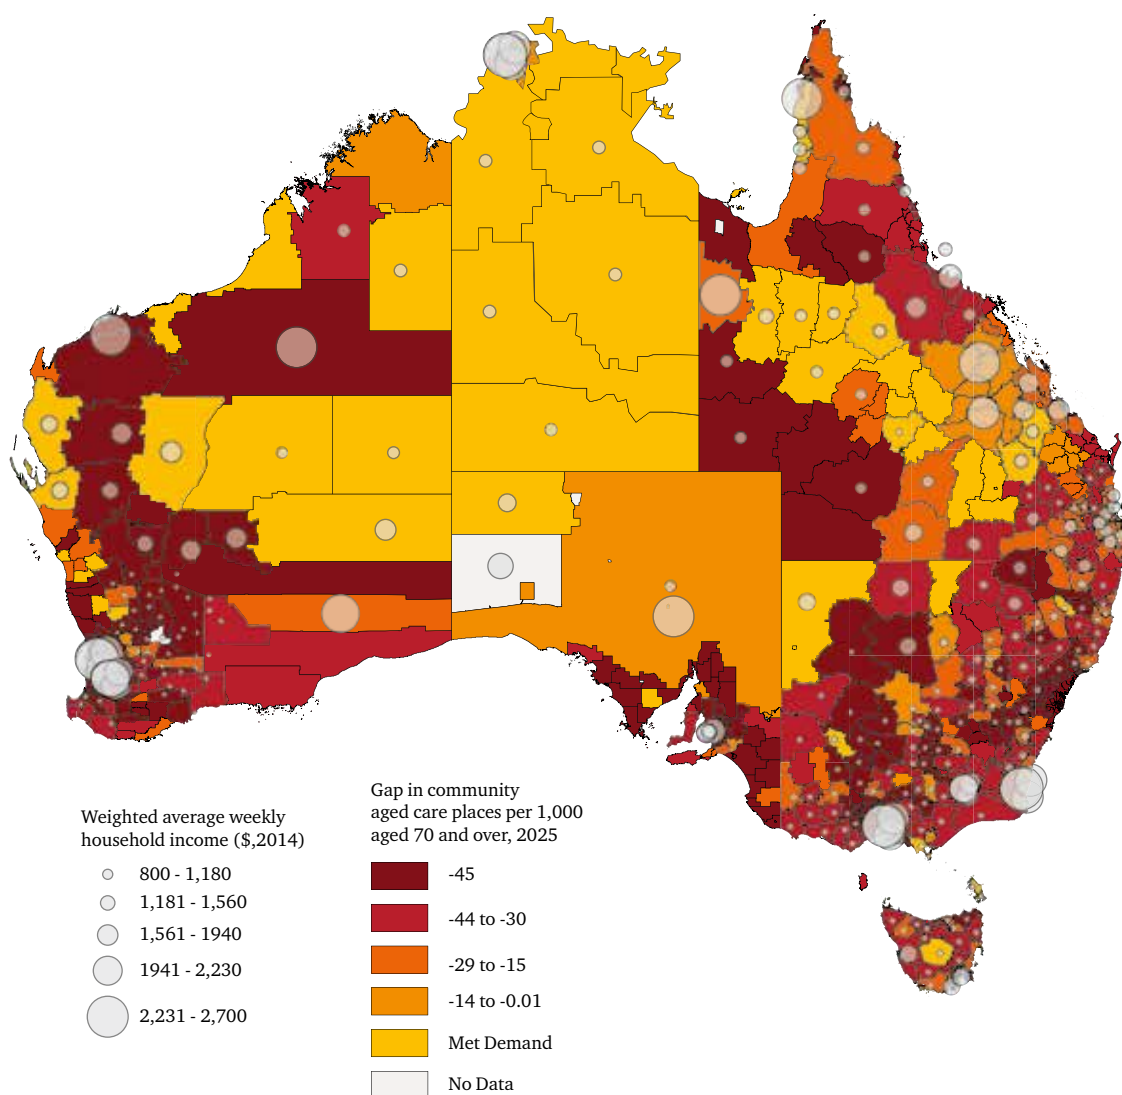 Weighted average weekly
household income ($,2014)
800 - 1,180
1,181 - 1,560
1,561 - 1940
1941 - 2,230
2,231 - 2,700
Gap in community
aged care places per 1,000
aged 70 and over, 2025
-45
-44 to -30
-29 to -15
-14 to -0.01
Met Demand
No Data